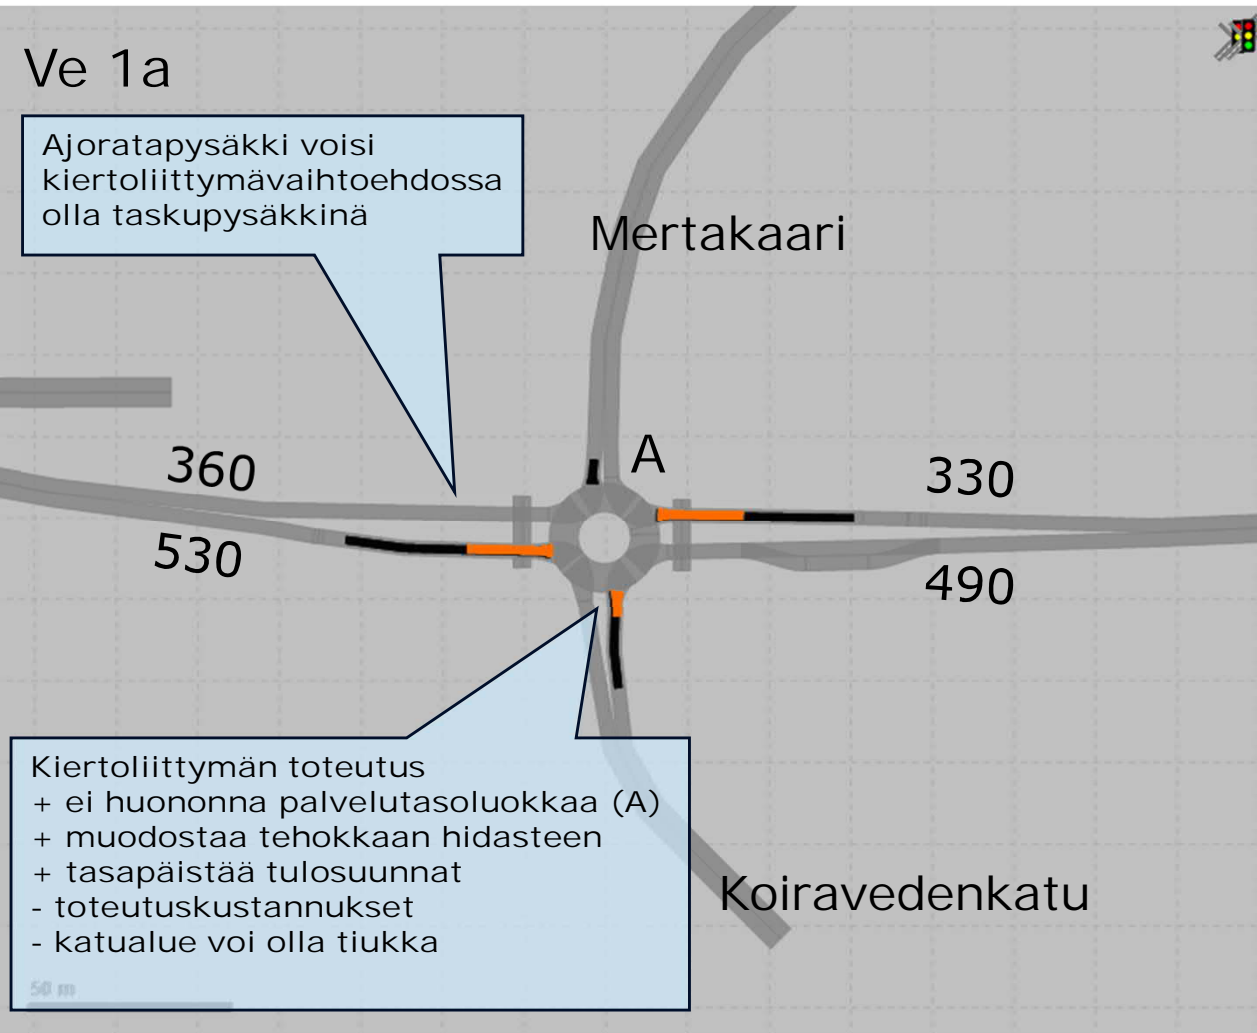 Ve 1a
Ajoratapysäkki voisi
kiertoliittymävaihtoehdossa
olla taskupysäkkinä
Mertakaari
A
360
330
530
490
Kiertoliittymän toteutus
+ ei huononna palvelutasoluokkaa (A)
+ muodostaa tehokkaan hidasteen
+ tasapäistää tulosuunnat
- toteutuskustannukset
- katualue voi olla tiukka
Koiravedenkatu
50 m